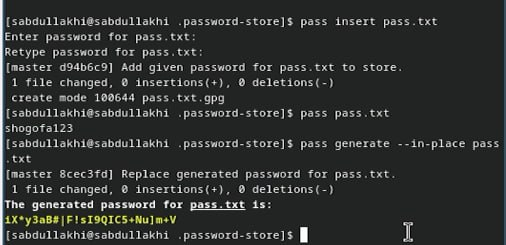 [sabdullakhi@sabdullakhi .password-store]$ pass insert pass.txt
Enter password for pass.txt:
Retype password for pass.txt:
[master d94b6c9] Add given password for pass.txt to store.
 1 file changed, 0 insertions(+), 0 deletions(-)
 create mode 100644 pass.txt.gpg
[sabdullakhi@sabdullakhi .password-store]$ pass pass.txt
shogofa123
[sabdullakhi@sabdullakhi .password-store]$ pass generate --in-place pass
.txt
[master 8cec3fd] Replace generated password for pass.txt.
 1 file changed, 0 insertions(+), 0 deletions(-)
The generated password for pass.txt is:
iX*y3aB#|F!sI9QIC5+Nu]m+V
[sabdullakhi@sabdullakhi .password-store]$